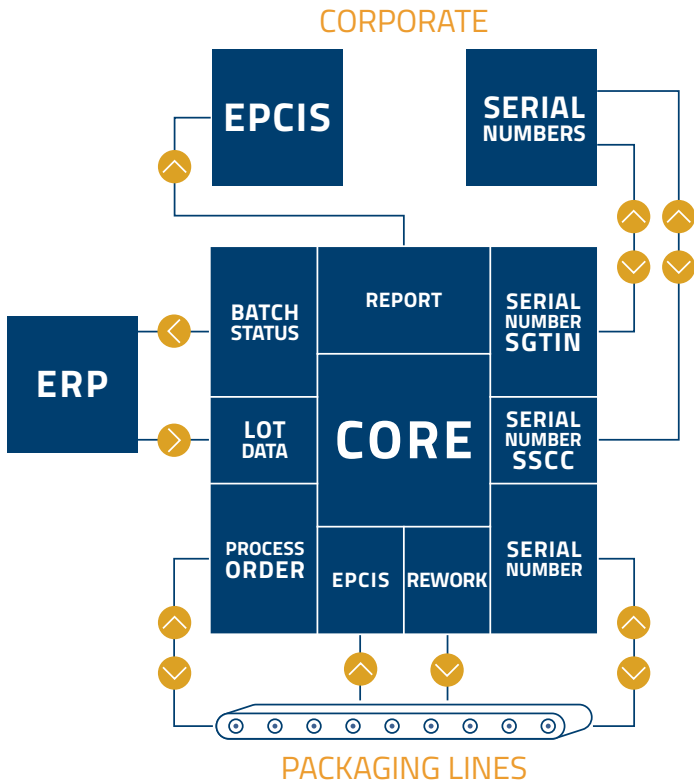 CORPORATE
EPCIS
SERIAL
NUMBERS
BATCH
STATUS
REPORT
SERIAL
NUMBER
SGTIN
ERP
LOT
DATA
CORE
SERIAL
NUMBER
SSCC
PROCESS
ORDER
EPCIS
REWORK
SERIAL
NUMBER
PACKAGING LINES